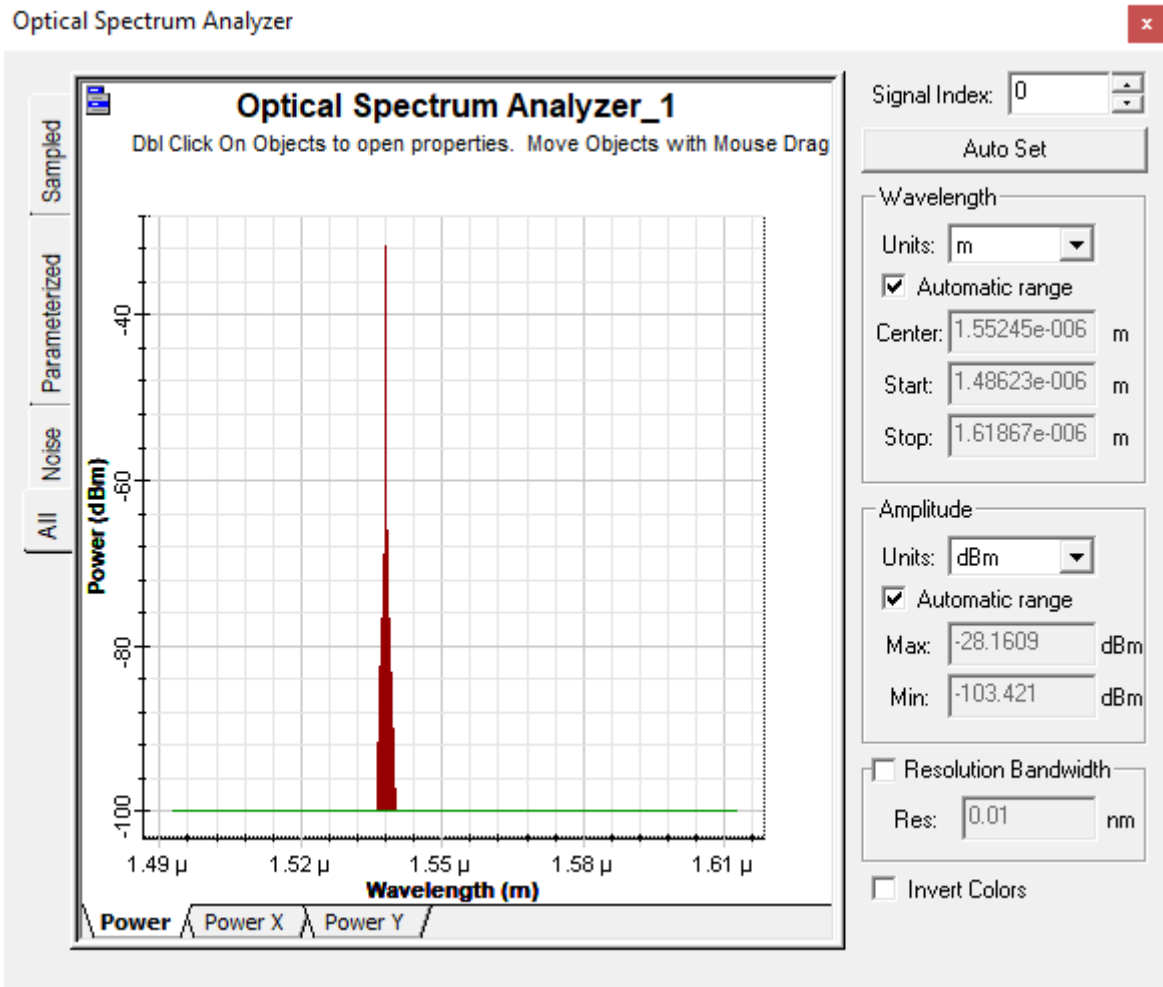 Optical Spectrum Analyzer
x
Optical Spectrum Analyzer_1
Dbl Click On Objects to open properties.  Move Objects with Mouse Drag
Sampled
Parameterized
Noise
All
Power (dBm)
-40
-60
-80
-100
1.49 µ
1.52 µ
1.55 µ
1.58 µ
1.61 µ
Wavelength (m)
Power
Power X
Power Y
Signal Index: 0
Auto Set
Wavelength
Units: m
Automatic range
Center: 1.55245e-006 m
Start: 1.48623e-006 m
Stop: 1.61867e-006 m
Amplitude
Units: dBm
Automatic range
Max: -28.1609 dBm
Min: -103.421 dBm
Resolution Bandwidth
Res: 0.01 nm
Invert Colors